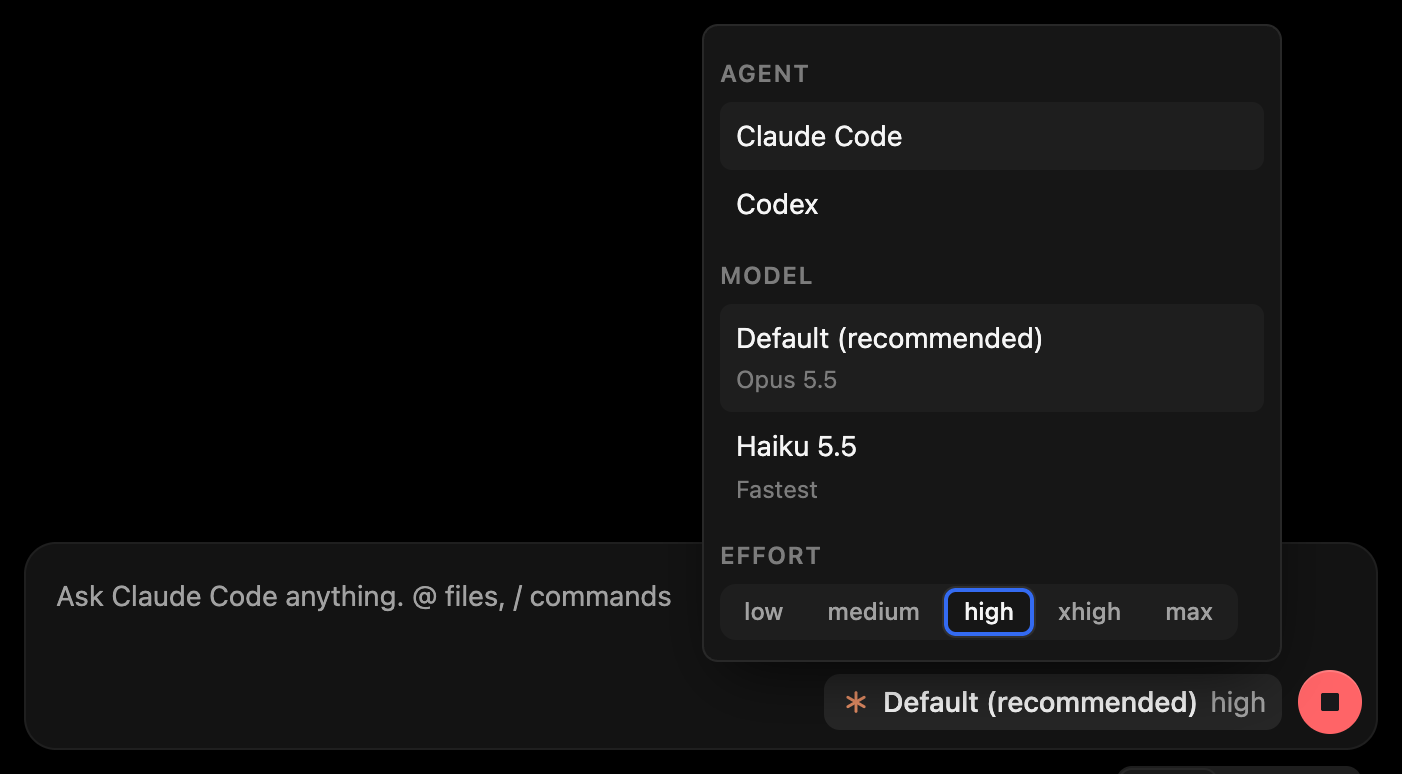 AGENT
Claude Code
Codex
MODEL
Default (recommended)
Opus 5.5
Haiku 5.5
Fastest
EFFORT
low medium high xhigh max
Ask Claude Code anything. @ files, / commands
Default (recommended) high